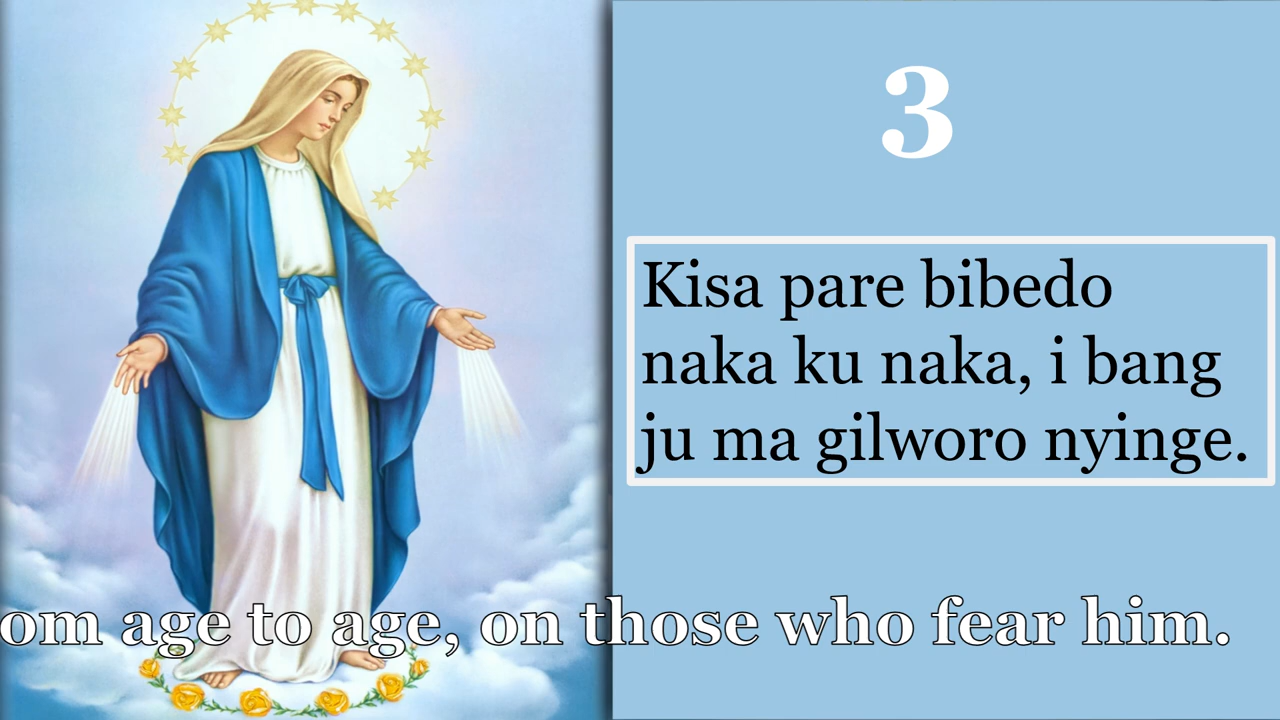 3
Kisa pare bibedo
naka ku naka, i bang
ju ma gilworo nyinge.
om age to age, on those who fear him.